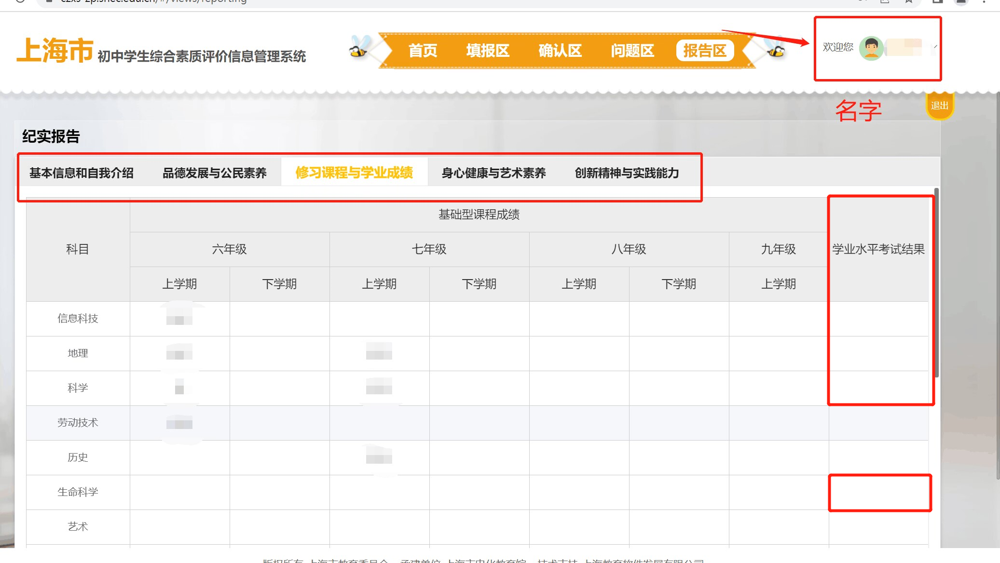 czxs-zp.shec.edu.cn/#/views/reporting
上海市 初中学生综合素质评价信息管理系统
首页 填报区 确认区 问题区 报告区
欢迎您
名字
退出
纪实报告
基本信息和自我介绍 品德发展与公民素养 修习课程与学业成绩 身心健康与艺术素养 创新精神与实践能力
科目 基础型课程成绩 学业水平考试结果
六年级 七年级 八年级 九年级
上学期 下学期 上学期 下学期 上学期 下学期 上学期
信息科技
地理
科学
劳动技术
历史
生命科学
艺术
版权所有 上海市教育委员会 承建单位 上海市电化教育馆 技术支持 上海教育软件发展有限公司